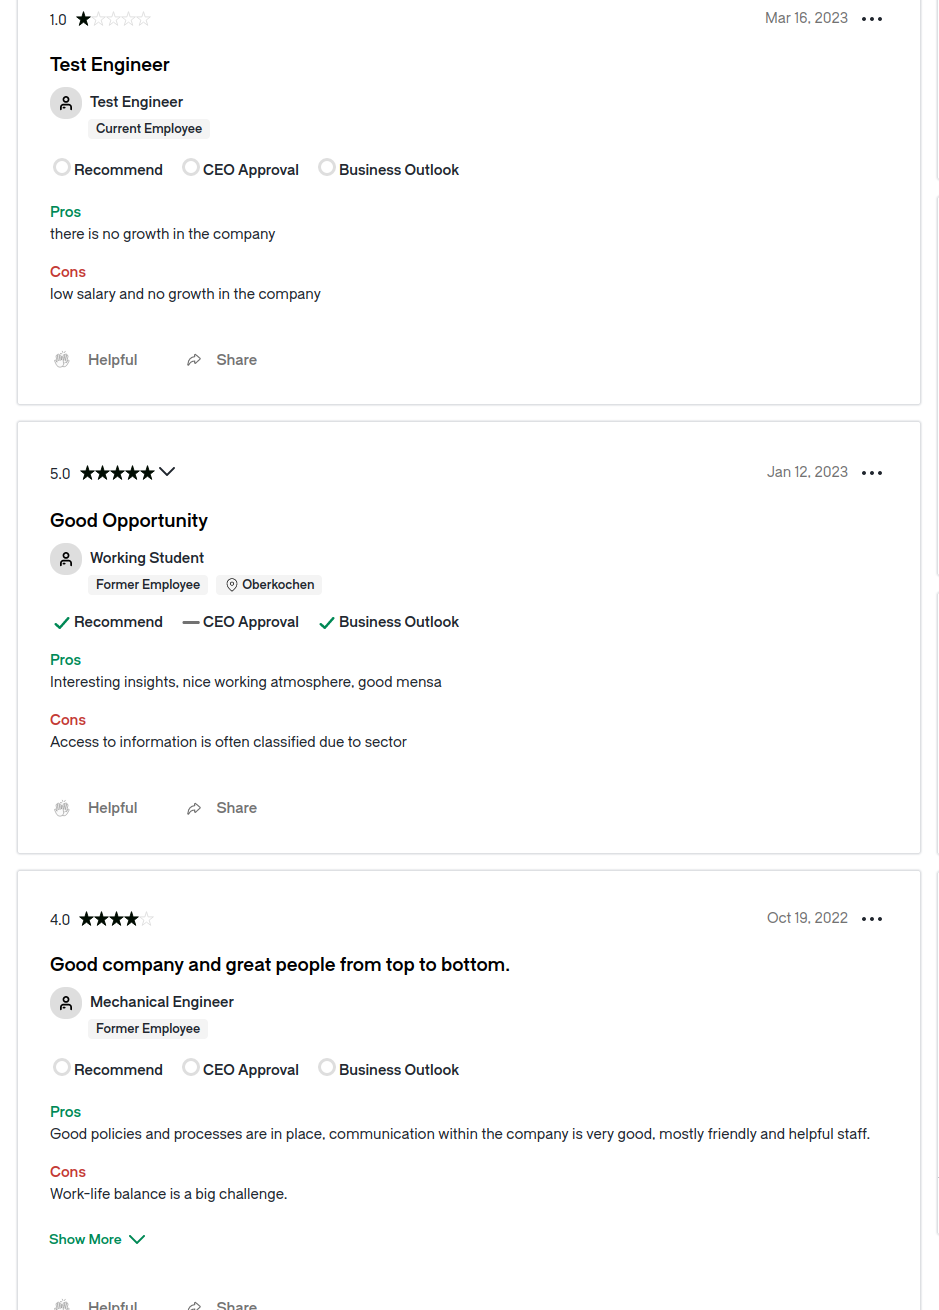 1.0 Mar 16, 2023
Test Engineer
Test Engineer
Current Employee
Recommend CEO Approval Business Outlook
Pros
there is no growth in the company
Cons
low salary and no growth in the company
Helpful Share
5.0 Jan 12, 2023
Good Opportunity
Working Student
Former Employee Oberkochen
Recommend CEO Approval Business Outlook
Pros
Interesting insights, nice working atmosphere, good mensa
Cons
Access to information is often classified due to sector
Helpful Share
4.0 Oct 19, 2022
Good company and great people from top to bottom.
Mechanical Engineer
Former Employee
Recommend CEO Approval Business Outlook
Pros
Good policies and processes are in place, communication within the company is very good, mostly friendly and helpful staff.
Cons
Work-life balance is a big challenge.
Show More
Helpful Share